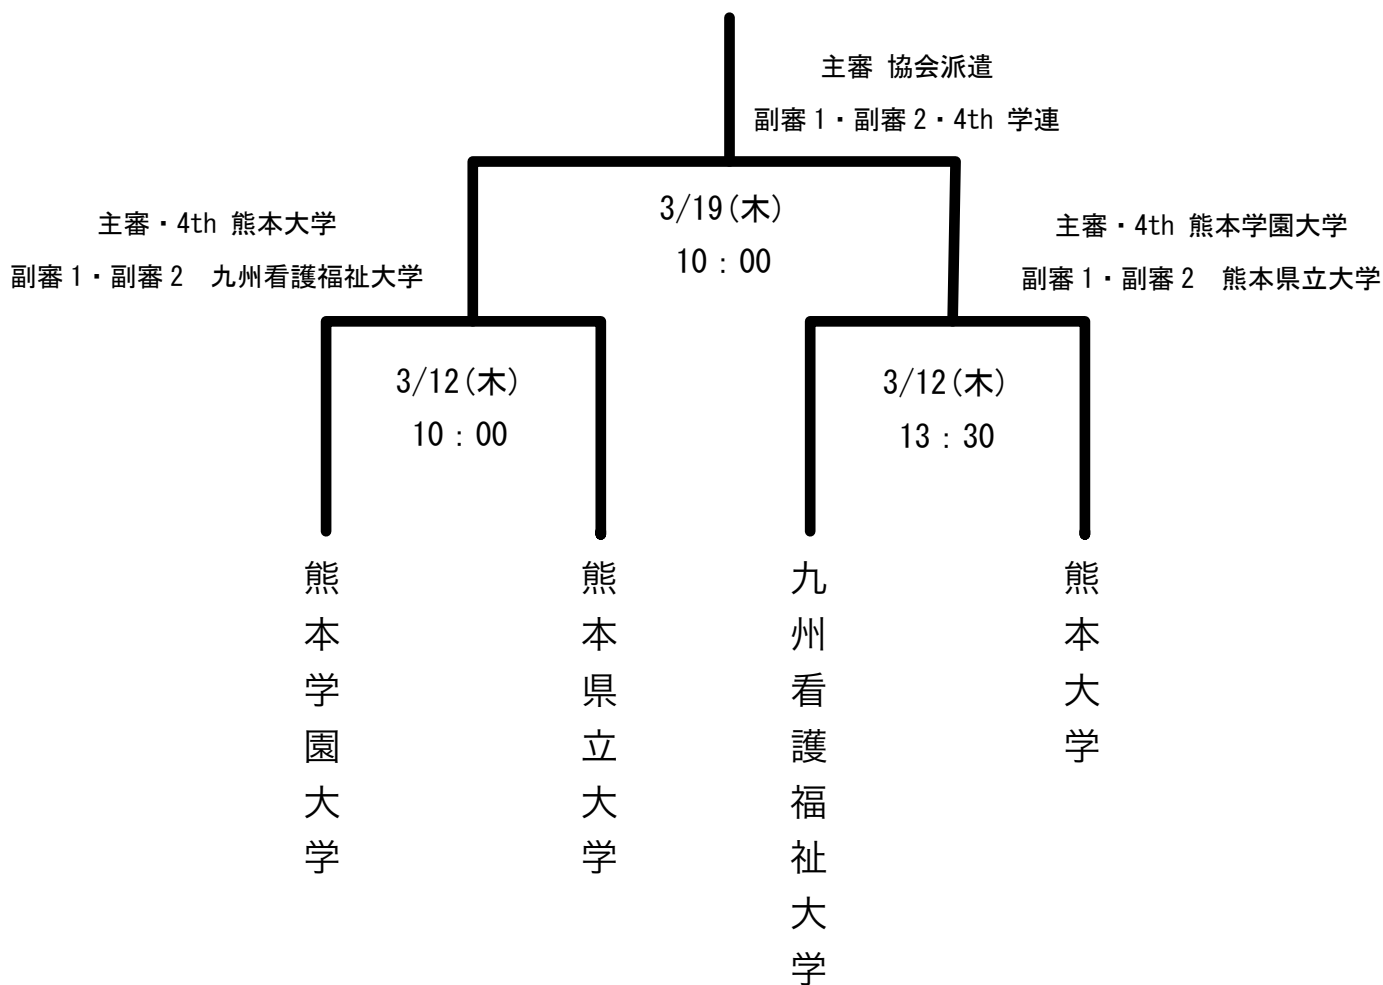 主審 協会派遣
副審1・副審2・4th 学連
3/19(木)
10：00
主審・4th 熊本大学
副審1・副審2　九州看護福祉大学
主審・4th 熊本学園大学
副審1・副審2　熊本県立大学
3/12(木)
10：00
3/12(木)
13：30
熊本学園大学
熊本県立大学
九州看護福祉大学
熊本大学